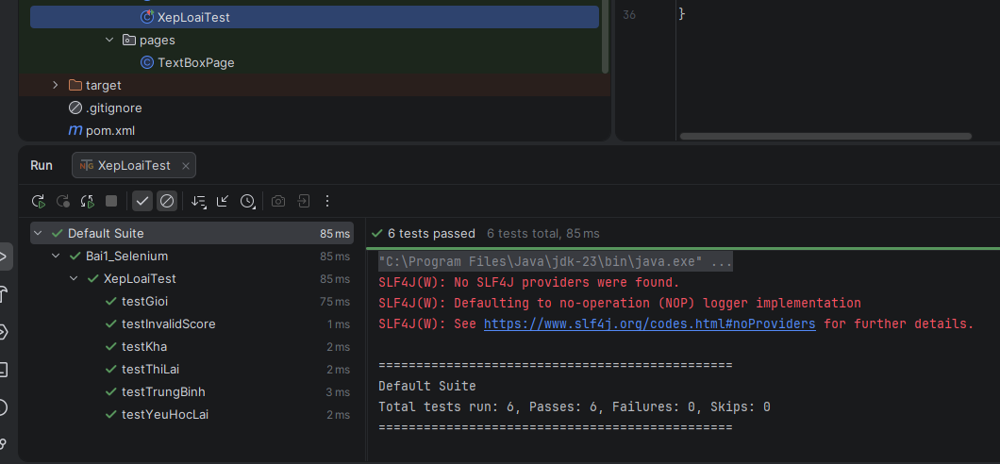 XepLoaiTest
pages
TextBoxPage
target
.gitignore
pom.xml
36 }
Run XepLoaiTest
Default Suite 85 ms
Bai1_Selenium 85 ms
XepLoaiTest 85 ms
testGioi 75 ms
testInvalidScore 1 ms
testKha 2 ms
testThiLai 2 ms
testTrungBinh 3 ms
testYeuHocLai 2 ms
6 tests passed 6 tests total, 85 ms
"C:\Program Files\Java\jdk-23\bin\java.exe" ...
SLF4J(W): No SLF4J providers were found.
SLF4J(W): Defaulting to no-operation (NOP) logger implementation
SLF4J(W): See https://www.slf4j.org/codes.html#noProviders for further details.
===============================================
Default Suite
Total tests run: 6, Passes: 6, Failures: 0, Skips: 0
===============================================